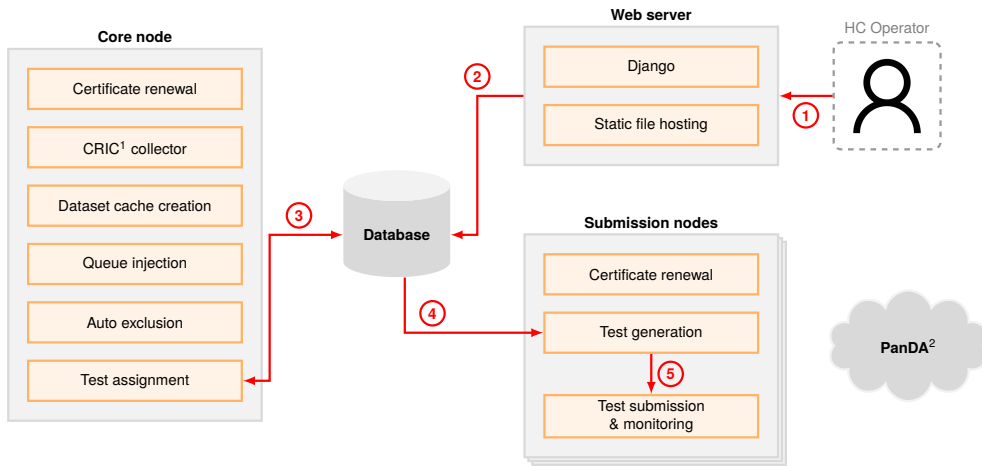 Core node
Certificate renewal
CRIC¹ collector
Dataset cache creation
Queue injection
Auto exclusion
Test assignment
3
Database
2
4
Web server
Django
Static file hosting
1
HC Operator
Submission nodes
Certificate renewal
Test generation
5
Test submission
& monitoring
PanDA²